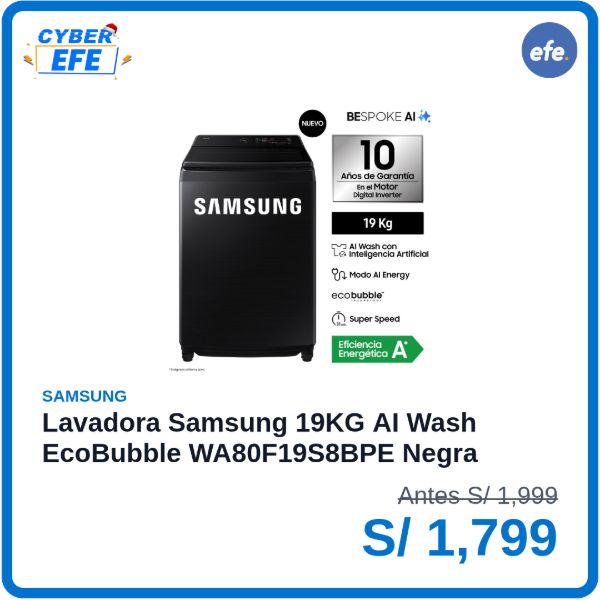 CYBER
EFE
efe.
NUEVO
BESPOKE AI
10
Años de Garantía
En el Motor
Digital Inverter
SAMSUNG
19 Kg
AI Wash con
Inteligencia Artificial
Modo AI Energy
ecobubble™
Super Speed
Eficiencia
Energética A+
SAMSUNG
Lavadora Samsung 19KG AI Wash
EcoBubble WA80F19S8BPE Negra
Antes S/ 1,999
S/ 1,799